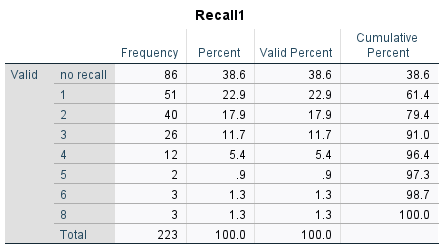 Recall1
Frequency Percent Valid Percent Cumulative Percent
Valid no recall 86 38.6 38.6 38.6
1 51 22.9 22.9 61.4
2 40 17.9 17.9 79.4
3 26 11.7 11.7 91.0
4 12 5.4 5.4 96.4
5 2 .9 .9 97.3
6 3 1.3 1.3 98.7
8 3 1.3 1.3 100.0
Total 223 100.0 100.0